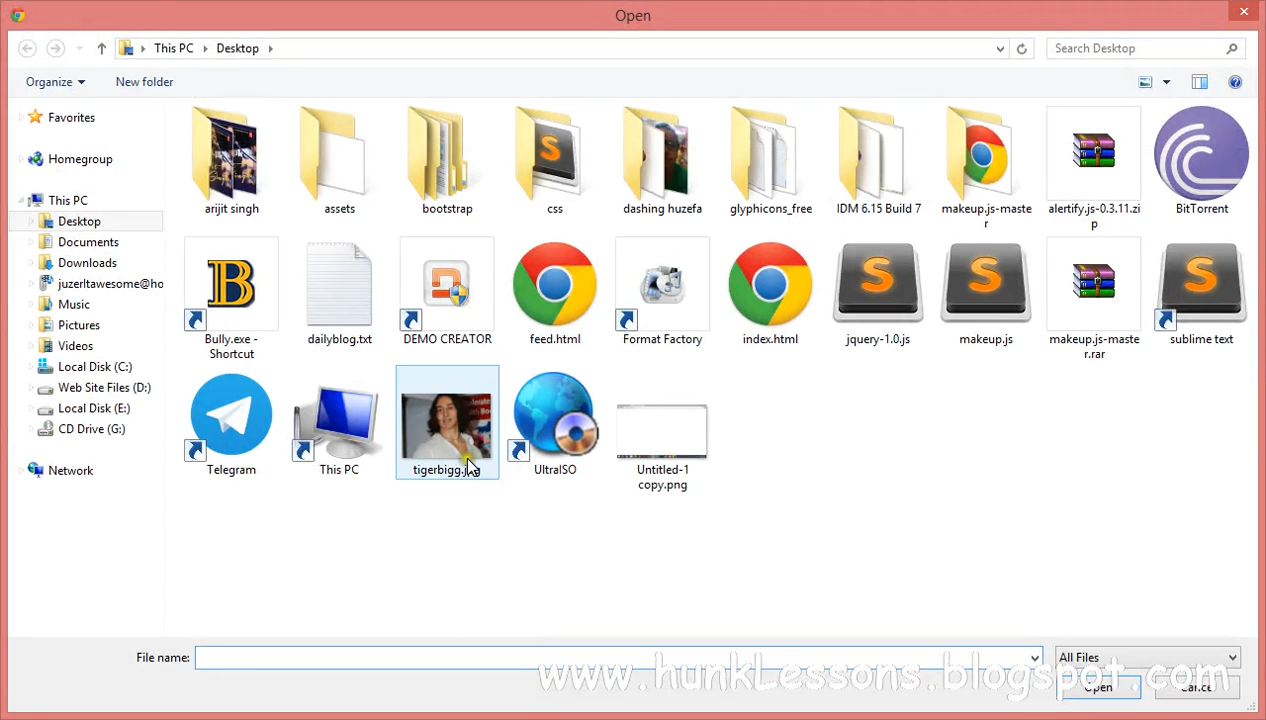 Open
This PC
Desktop
Search Desktop
Organize
New folder
Favorites
Homegroup
This PC
Desktop
Documents
Downloads
juzerltawesome@ho
Music
Pictures
Videos
Local Disk (C:)
Web Site Files (D:)
Local Disk (E:)
CD Drive (G:)
Network
arijit singh
assets
bootstrap
css
dashing huzefa
glyphicons_free
IDM 6.15 Build 7
makeup.js-maste
r
alertify.js-0.3.11.zi
p
BitTorrent
Bully.exe -
Shortcut
dailyblog.txt
DEMO CREATOR
feed.html
Format Factory
index.html
jquery-1.0.js
makeup.js
makeup.js-mast
er.rar
sublime text
Telegram
This PC
tigerbigg.jpg
UltraISO
Untitled-1
copy.png
File name:
All Files
www.hunkLessons.blogspot.com
Open
Cancel